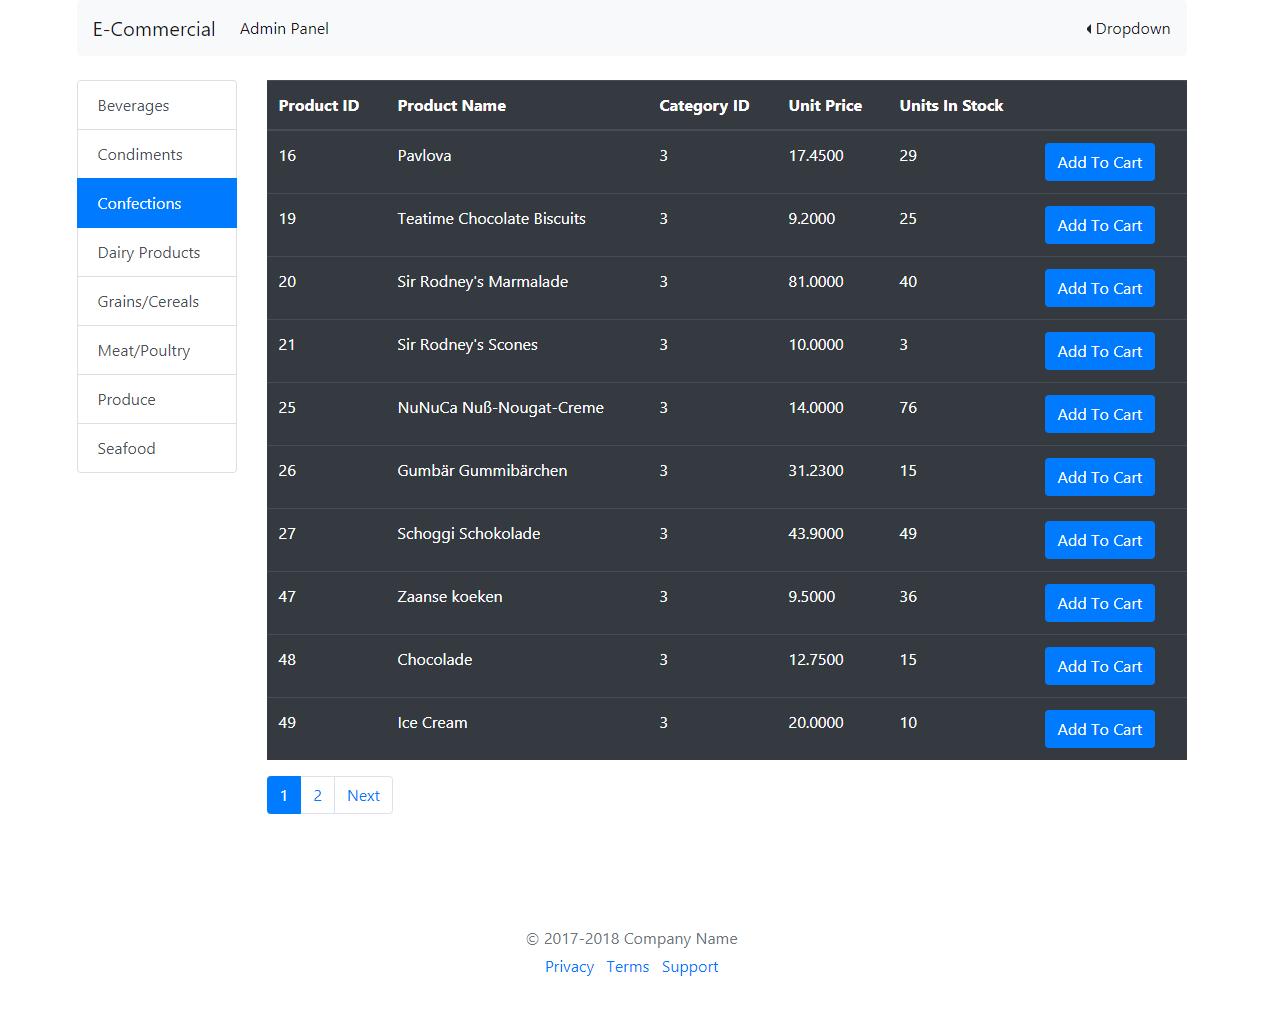 E-Commercial Admin Panel Dropdown
Beverages
Condiments
Confections
Dairy Products
Grains/Cereals
Meat/Poultry
Produce
Seafood
Product ID Product Name Category ID Unit Price Units In Stock
16 Pavlova 3 17.4500 29 Add To Cart
19 Teatime Chocolate Biscuits 3 9.2000 25 Add To Cart
20 Sir Rodney's Marmalade 3 81.0000 40 Add To Cart
21 Sir Rodney's Scones 3 10.0000 3 Add To Cart
25 NuNuCa Nuß-Nougat-Creme 3 14.0000 76 Add To Cart
26 Gumbär Gummibärchen 3 31.2300 15 Add To Cart
27 Schoggi Schokolade 3 43.9000 49 Add To Cart
47 Zaanse koeken 3 9.5000 36 Add To Cart
48 Chocolade 3 12.7500 15 Add To Cart
49 Ice Cream 3 20.0000 10 Add To Cart
1 2 Next
© 2017-2018 Company Name
Privacy Terms Support